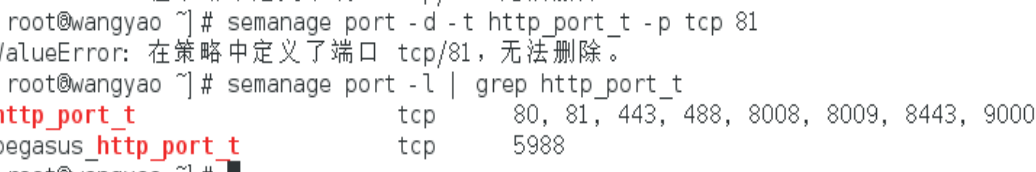 root@wangyao ~]# semanage port -d -t http_port_t -p tcp 81
ValueError: 在策略中定义了端口 tcp/81，无法删除。
root@wangyao ~]# semanage port -l | grep http_port_t
http_port_t tcp 80, 81, 443, 488, 8008, 8009, 8443, 9000
pegasus_http_port_t tcp 5988